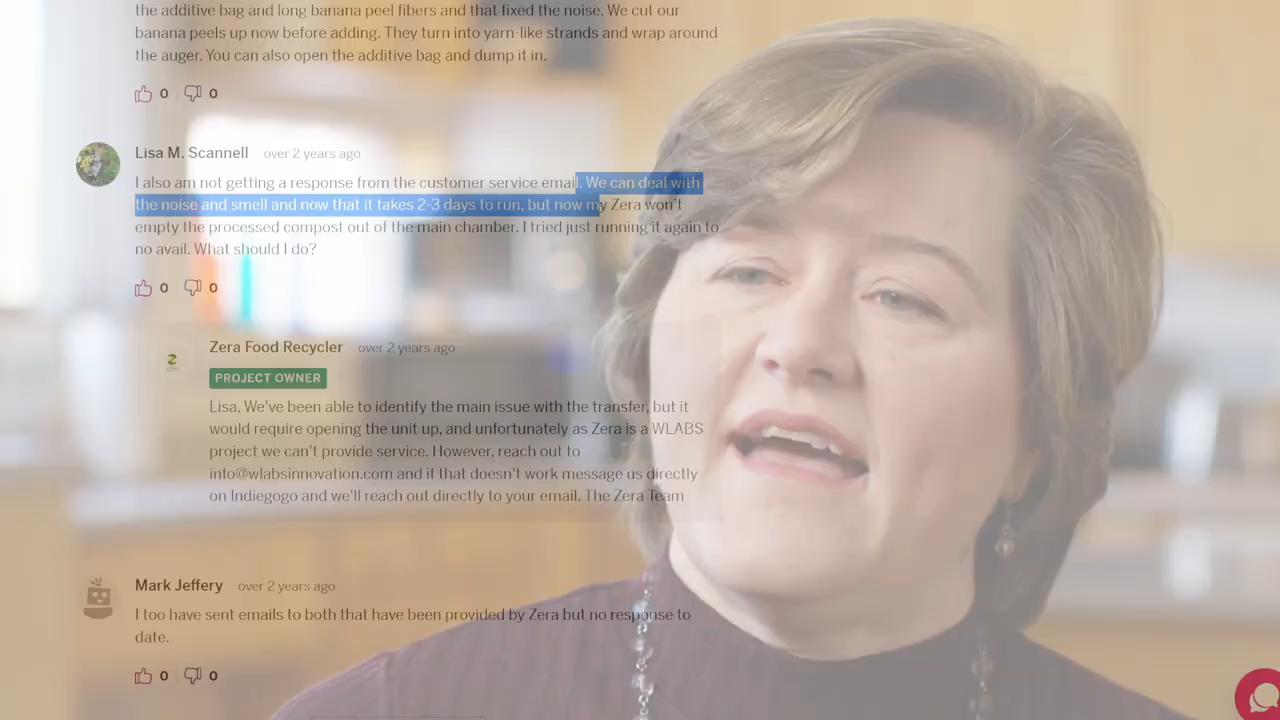 the additive bag and long banana peel fibers and that fixed the noise. We cut our
banana peels up now before adding. They turn into yarn-like strands and wrap around
the auger. You can also open the additive bag and dump it in.
0 0
Lisa M. Scannell over 2 years ago
I also am not getting a response from the customer service email. We can deal with
the noise and smell and now that it takes 2-3 days to run, but now my Zera won't
empty the processed compost out of the main chamber. I tried just running it again to
no avail. What should I do?
0 0
Zera Food Recycler over 2 years ago
PROJECT OWNER
Lisa, We've been able to identify the main issue with the transfer, but it
would require opening the unit up, and unfortunately as Zera is a WLABS
project we can't provide service. However, reach out to
info@wlabsinnovation.com and if that doesn't work message us directly
on Indiegogo and we'll reach out directly to your email. The Zera Team
Mark Jeffery over 2 years ago
I too have sent emails to both that have been provided by Zera but no response to
date.
0 0